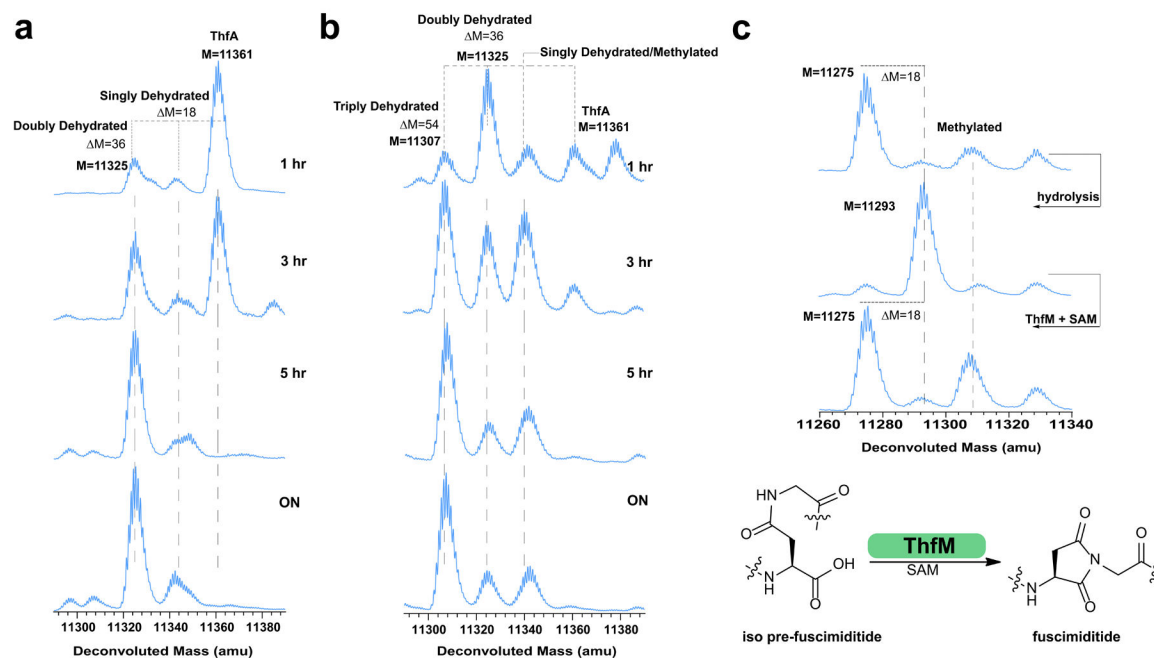 a
ThfA
M=11361
Singly Dehydrated
ΔM=18
Doubly Dehydrated
ΔM=36
M=11325
1 hr
3 hr
5 hr
ON
11300 11320 11340 11360 11380
Deconvoluted Mass (amu)
b
Doubly Dehydrated
ΔM=36
M=11325
Singly Dehydrated/Methylated
Triply Dehydrated
ΔM=54
M=11307
ThfA
M=11361
1 hr
3 hr
5 hr
ON
11300 11320 11340 11360 11380
Deconvoluted Mass (amu)
c
M=11275
ΔM=18
Methylated
hydrolysis
M=11293
ThfM + SAM
M=11275
ΔM=18
11260 11280 11300 11320 11340
Deconvoluted Mass (amu)
HN
O
O
N
H
OH
O
iso pre-fuscimiditide
ThfM
SAM
O
O
N
N
H
O
fuscimiditide